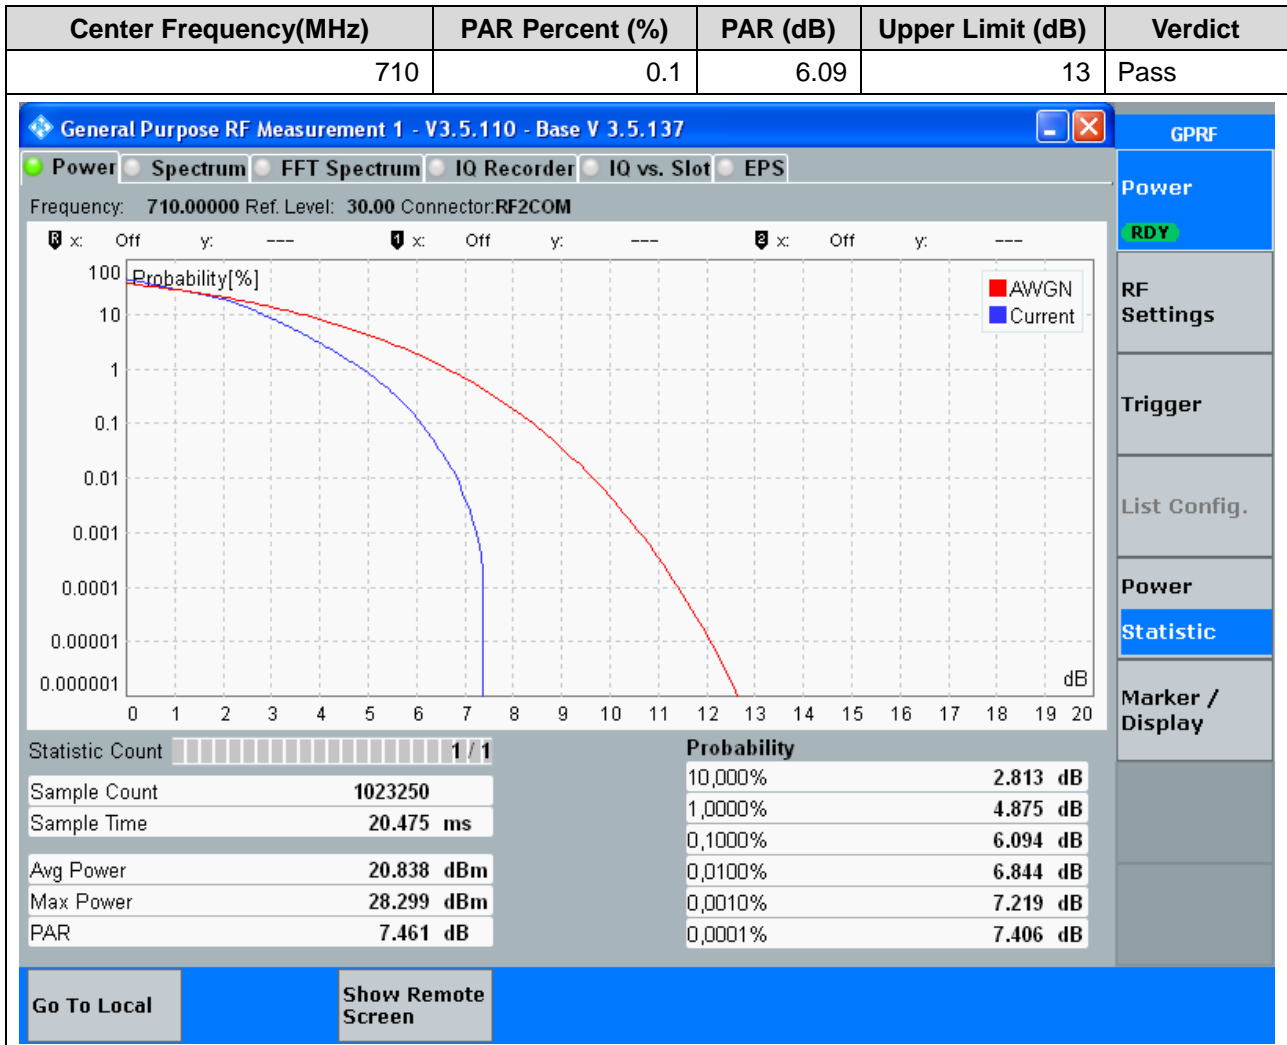 Center Frequency(MHz) PAR Percent (%) PAR (dB) Upper Limit (dB) Verdict
710 0.1 6.09 13 Pass
General Purpose RF Measurement 1 - V3.5.110 - Base V 3.5.137
GPRF
Power Spectrum FFT Spectrum IQ Recorder IQ vs. Slot EPS
Frequency: 710.00000 Ref. Level: 30.00 Connector:RF2COM
R x: Off y: --- 1 x: Off y: --- 2 x: Off y: ---
Probability[%]
AWGN
Current
100
10
1
0.1
0.01
0.001
0.0001
0.00001
0.000001
dB
0 1 2 3 4 5 6 7 8 9 10 11 12 13 14 15 16 17 18 19 20
Statistic Count 1 / 1
Sample Count 1023250
Sample Time 20.475 ms
Avg Power 20.838 dBm
Max Power 28.299 dBm
PAR 7.461 dB
Probability
10,000% 2.813 dB
1,0000% 4.875 dB
0,1000% 6.094 dB
0,0100% 6.844 dB
0,0010% 7.219 dB
0,0001% 7.406 dB
Power
RDY
RF
Settings
Trigger
List Config.
Power
Statistic
Marker /
Display
Go To Local
Show Remote
Screen